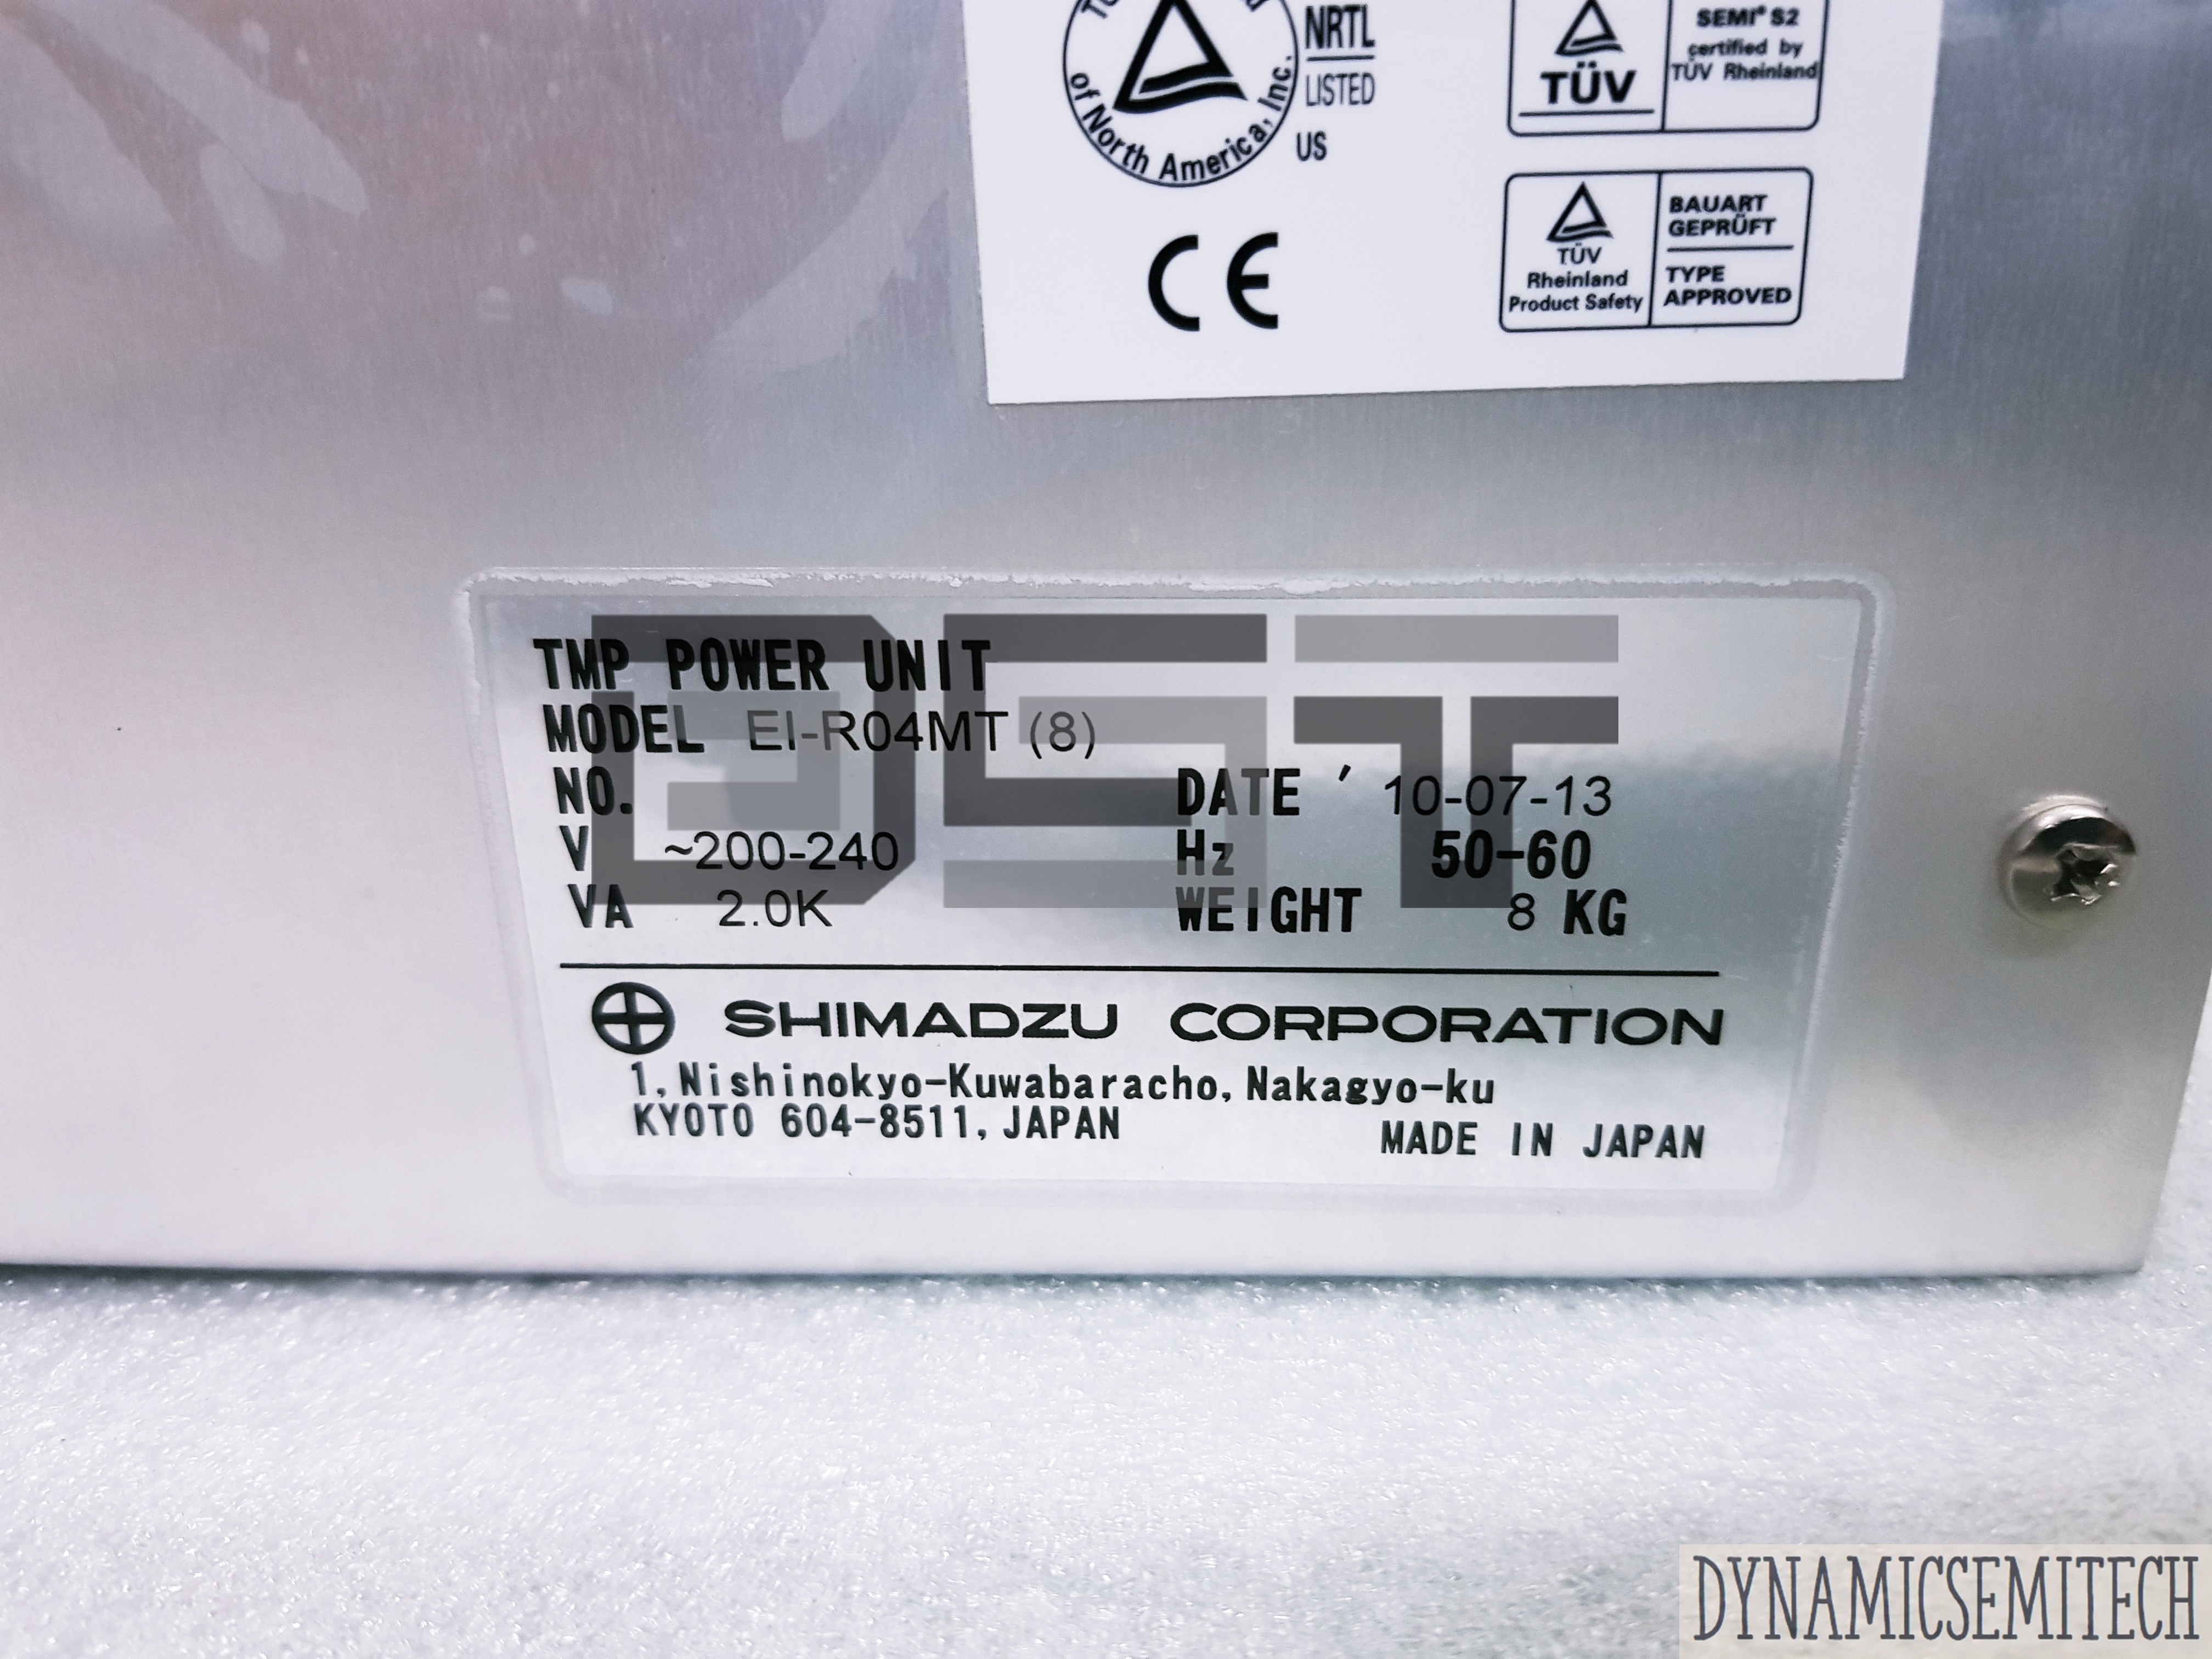 of North America, Inc.
NRTL
LISTED
US
TÜV
SEMI® S2
certified by
TÜV Rheinland
CE
TÜV
Rheinland
Product Safety
BAUART
GEPRÜFT
TYPE
APPROVED
DST
TMP POWER UNIT
MODEL EI-R04MT (8)
NO. DATE '10-07-13
V ~200-240 Hz 50-60
VA 2.0K WEIGHT 8 KG
SHIMADZU CORPORATION
1, Nishinokyo-Kuwabaracho, Nakagyo-ku
KYOTO 604-8511, JAPAN
MADE IN JAPAN
DYNAMICSEMITECH